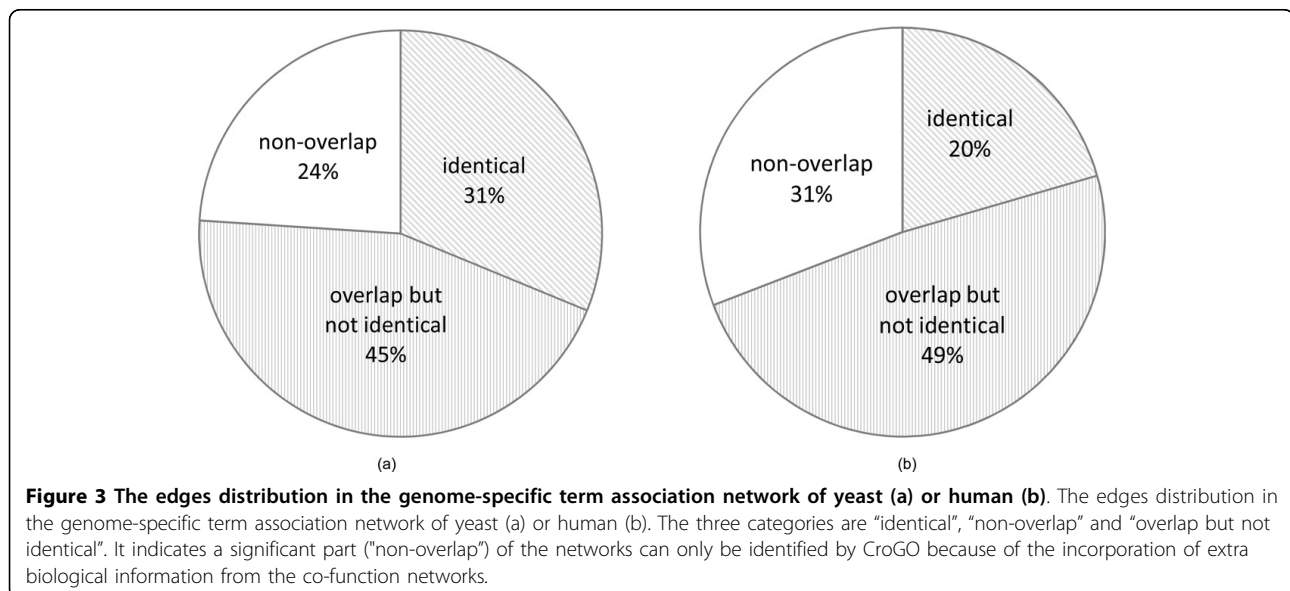 non-overlap
24%
identical
31%
overlap but
not identical
45%
(a)
non-overlap
31%
identical
20%
overlap but
not identical
49%
(b)
Figure 3 The edges distribution in the genome-specific term association network of yeast (a) or human (b). The edges distribution in
the genome-specific term association network of yeast (a) or human (b). The three categories are “identical”, “non-overlap” and “overlap but not
identical”. It indicates a significant part ("non-overlap”) of the networks can only be identified by CroGO because of the incorporation of extra
biological information from the co-function networks.